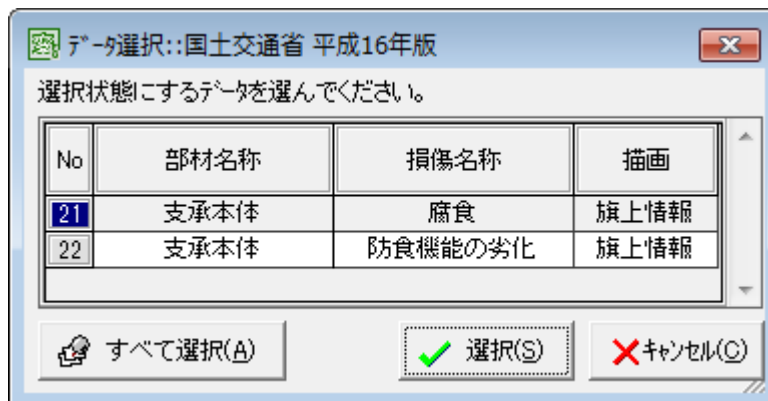 データ選択::国土交通省 平成16年版
選択状態にするデータを選んでください。
No 部材名称 損傷名称 描画
21 支承本体 腐食 旗上情報
22 支承本体 防食機能の劣化 旗上情報
すべて選択(A) 選択(S) キャンセル(C)